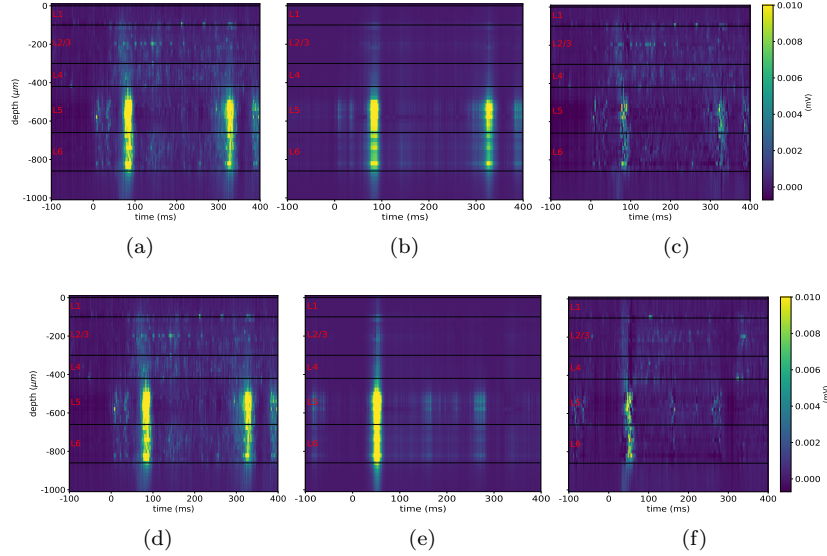 0
-200
-400
-600
-800
-1000
depth (μm)
L1
L2/3
L4
L5
L6
-100 0 100 200 300 400
time (ms)
(a)
L1
L2/3
L4
L5
L6
-100 0 100 200 300 400
time (ms)
(b)
L1
L2/3
L4
L5
L6
-100 0 100 200 300 400
time (ms)
(c)
0.010
0.008
0.006
0.004
0.002
0.000
(mV)
0
-200
-400
-600
-800
-1000
depth (μm)
L1
L2/3
L4
L5
L6
-100 0 100 200 300 400
time (ms)
(d)
L1
L2/3
L4
-100 0 100 200 300 400
time (ms)
(e)
L1
L2/3
L4
L6
-100 0 100 200 300 400
time (ms)
(f)
0.010
0.008
0.006
0.004
0.002
0.000
(mV)